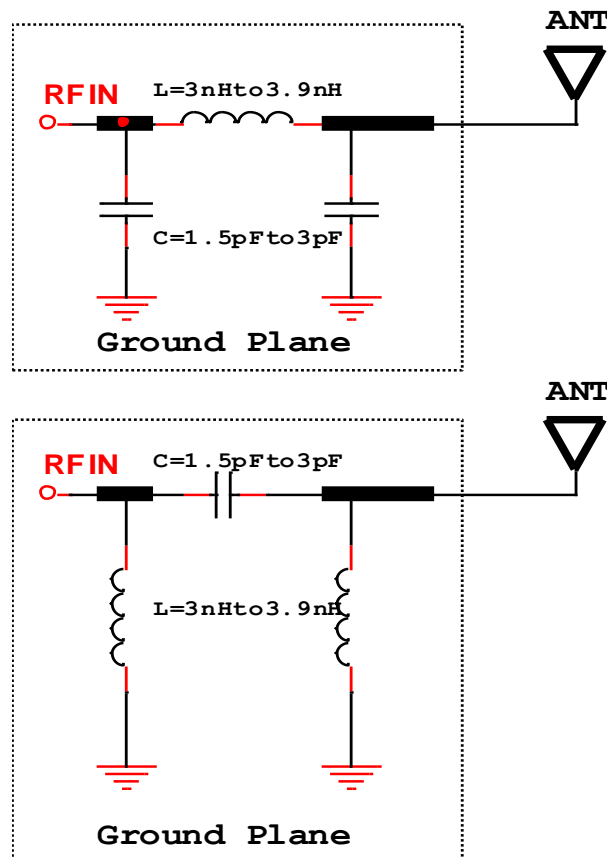 ANT
L=3nHto3.9nH
RFIN
C=1.5pFto3pF
Ground Plane
ANT
C=1.5pFto3pF
RFIN
L=3nHto3.9nH
Ground Plane